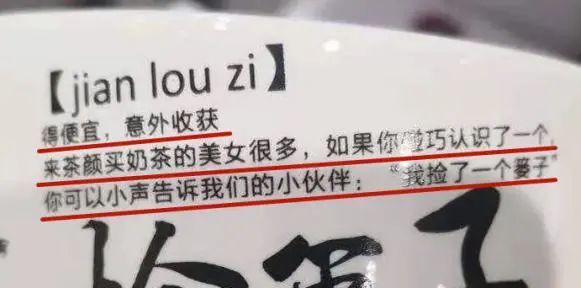 【jian lou zi】
得便宜，意外收获
来茶颜买奶茶的美女很多，如果你碰巧认识了一个，
你可以小声告诉我们的小伙伴：“我捡了一个篓子”